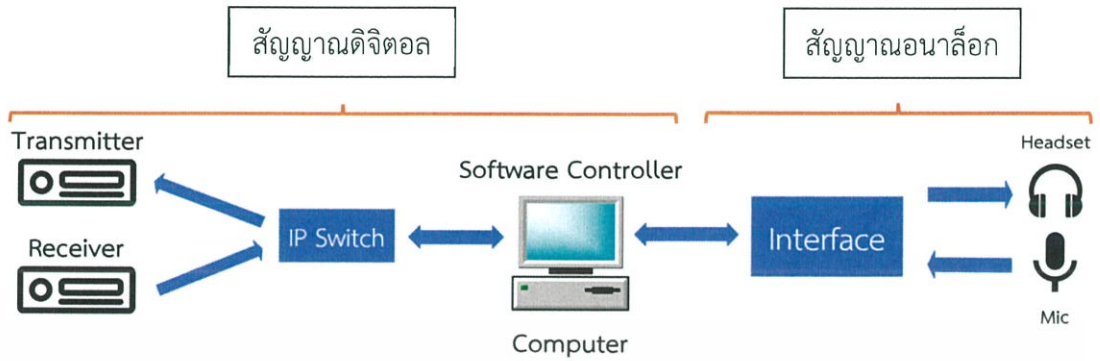 สัญญาณดิจิตอล
สัญญาณอนาล็อก
Transmitter
Headset
Software Controller
IP Switch
Interface
Receiver
Mic
Computer